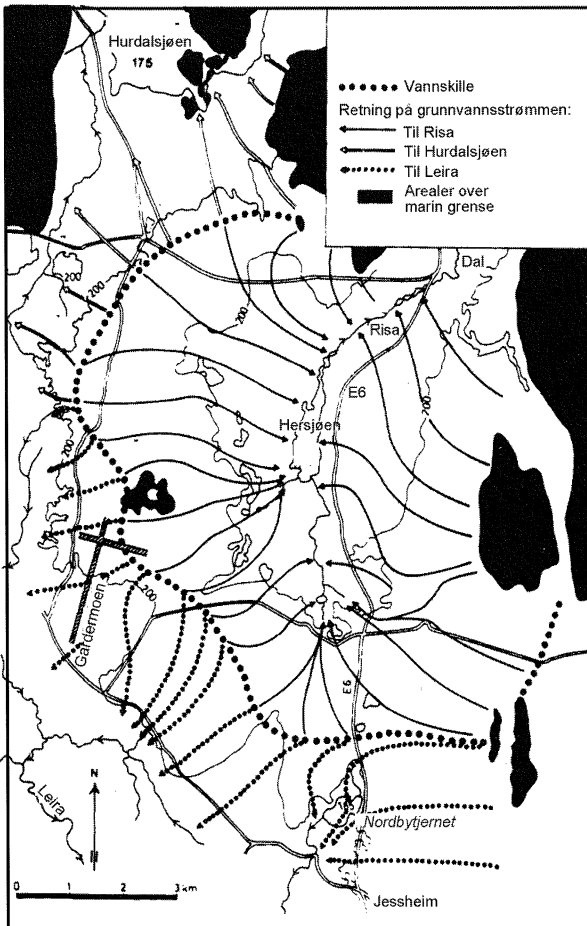 Hurdalsjøen
175
Vannskille
Retning på grunnvannsstrømmen:
Til Risa
Til Hurdalsjøen
Til Leira
Arealer over
marin grense
Dal
200
200
200
Risa
E6
200
Hersjøen
200
200
Gardermoen
E6
Leira
N
Nordbytjernet
0 1 2 3 km
Jessheim